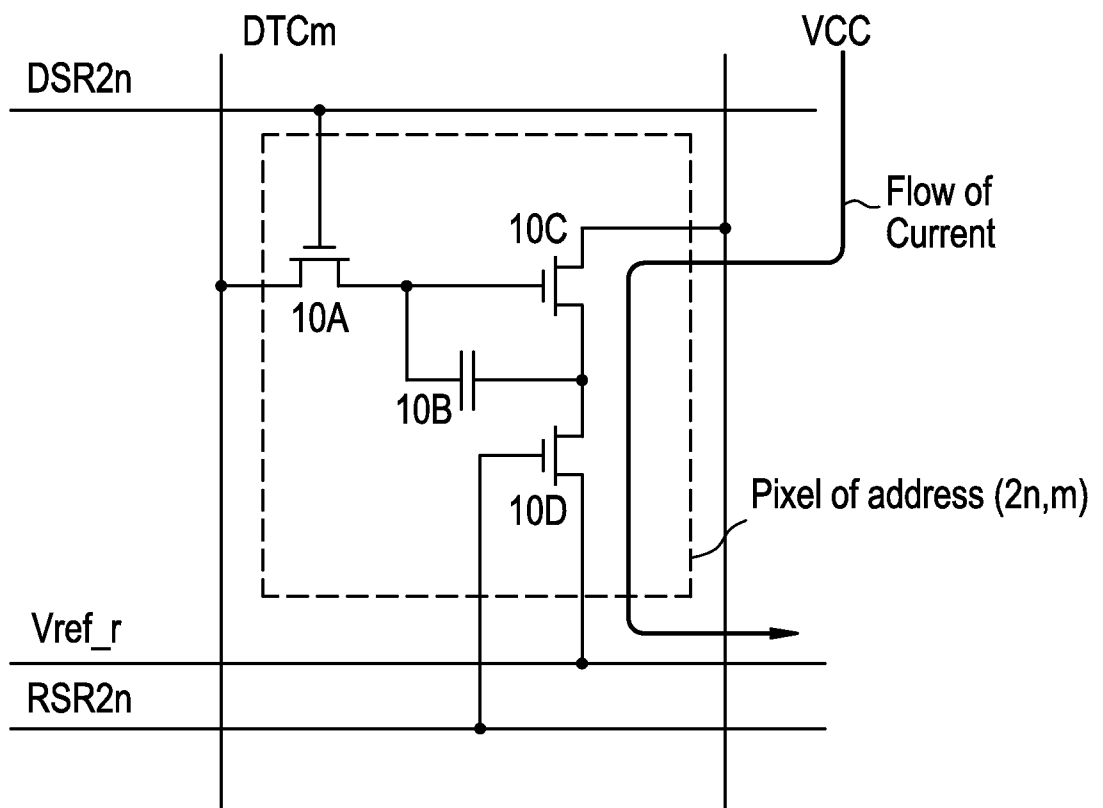 DTCm
VCC
DSR2n
Flow of
Current
10C
10A
10B
10D
Pixel of address (2n,m)
Vref_r
RSR2n